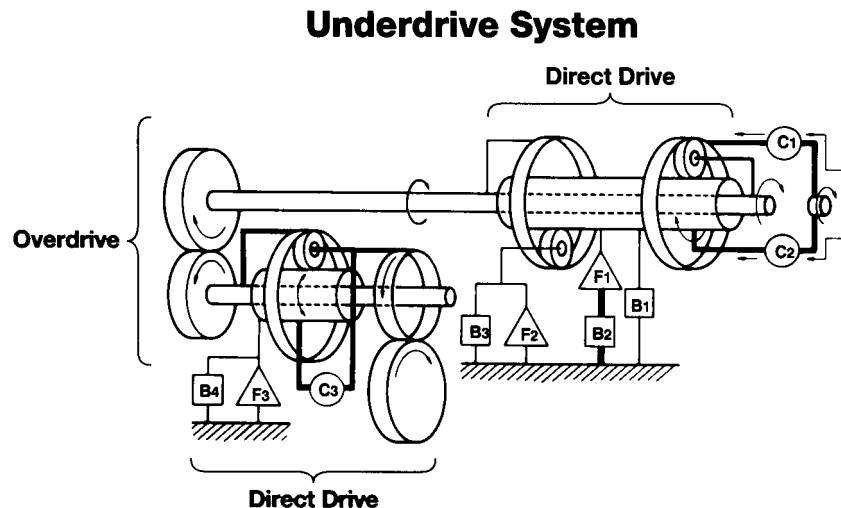 Underdrive System
Direct Drive
C1
Overdrive
C2
F1
B1
B3
F2
B2
B4
F3
C3
Direct Drive